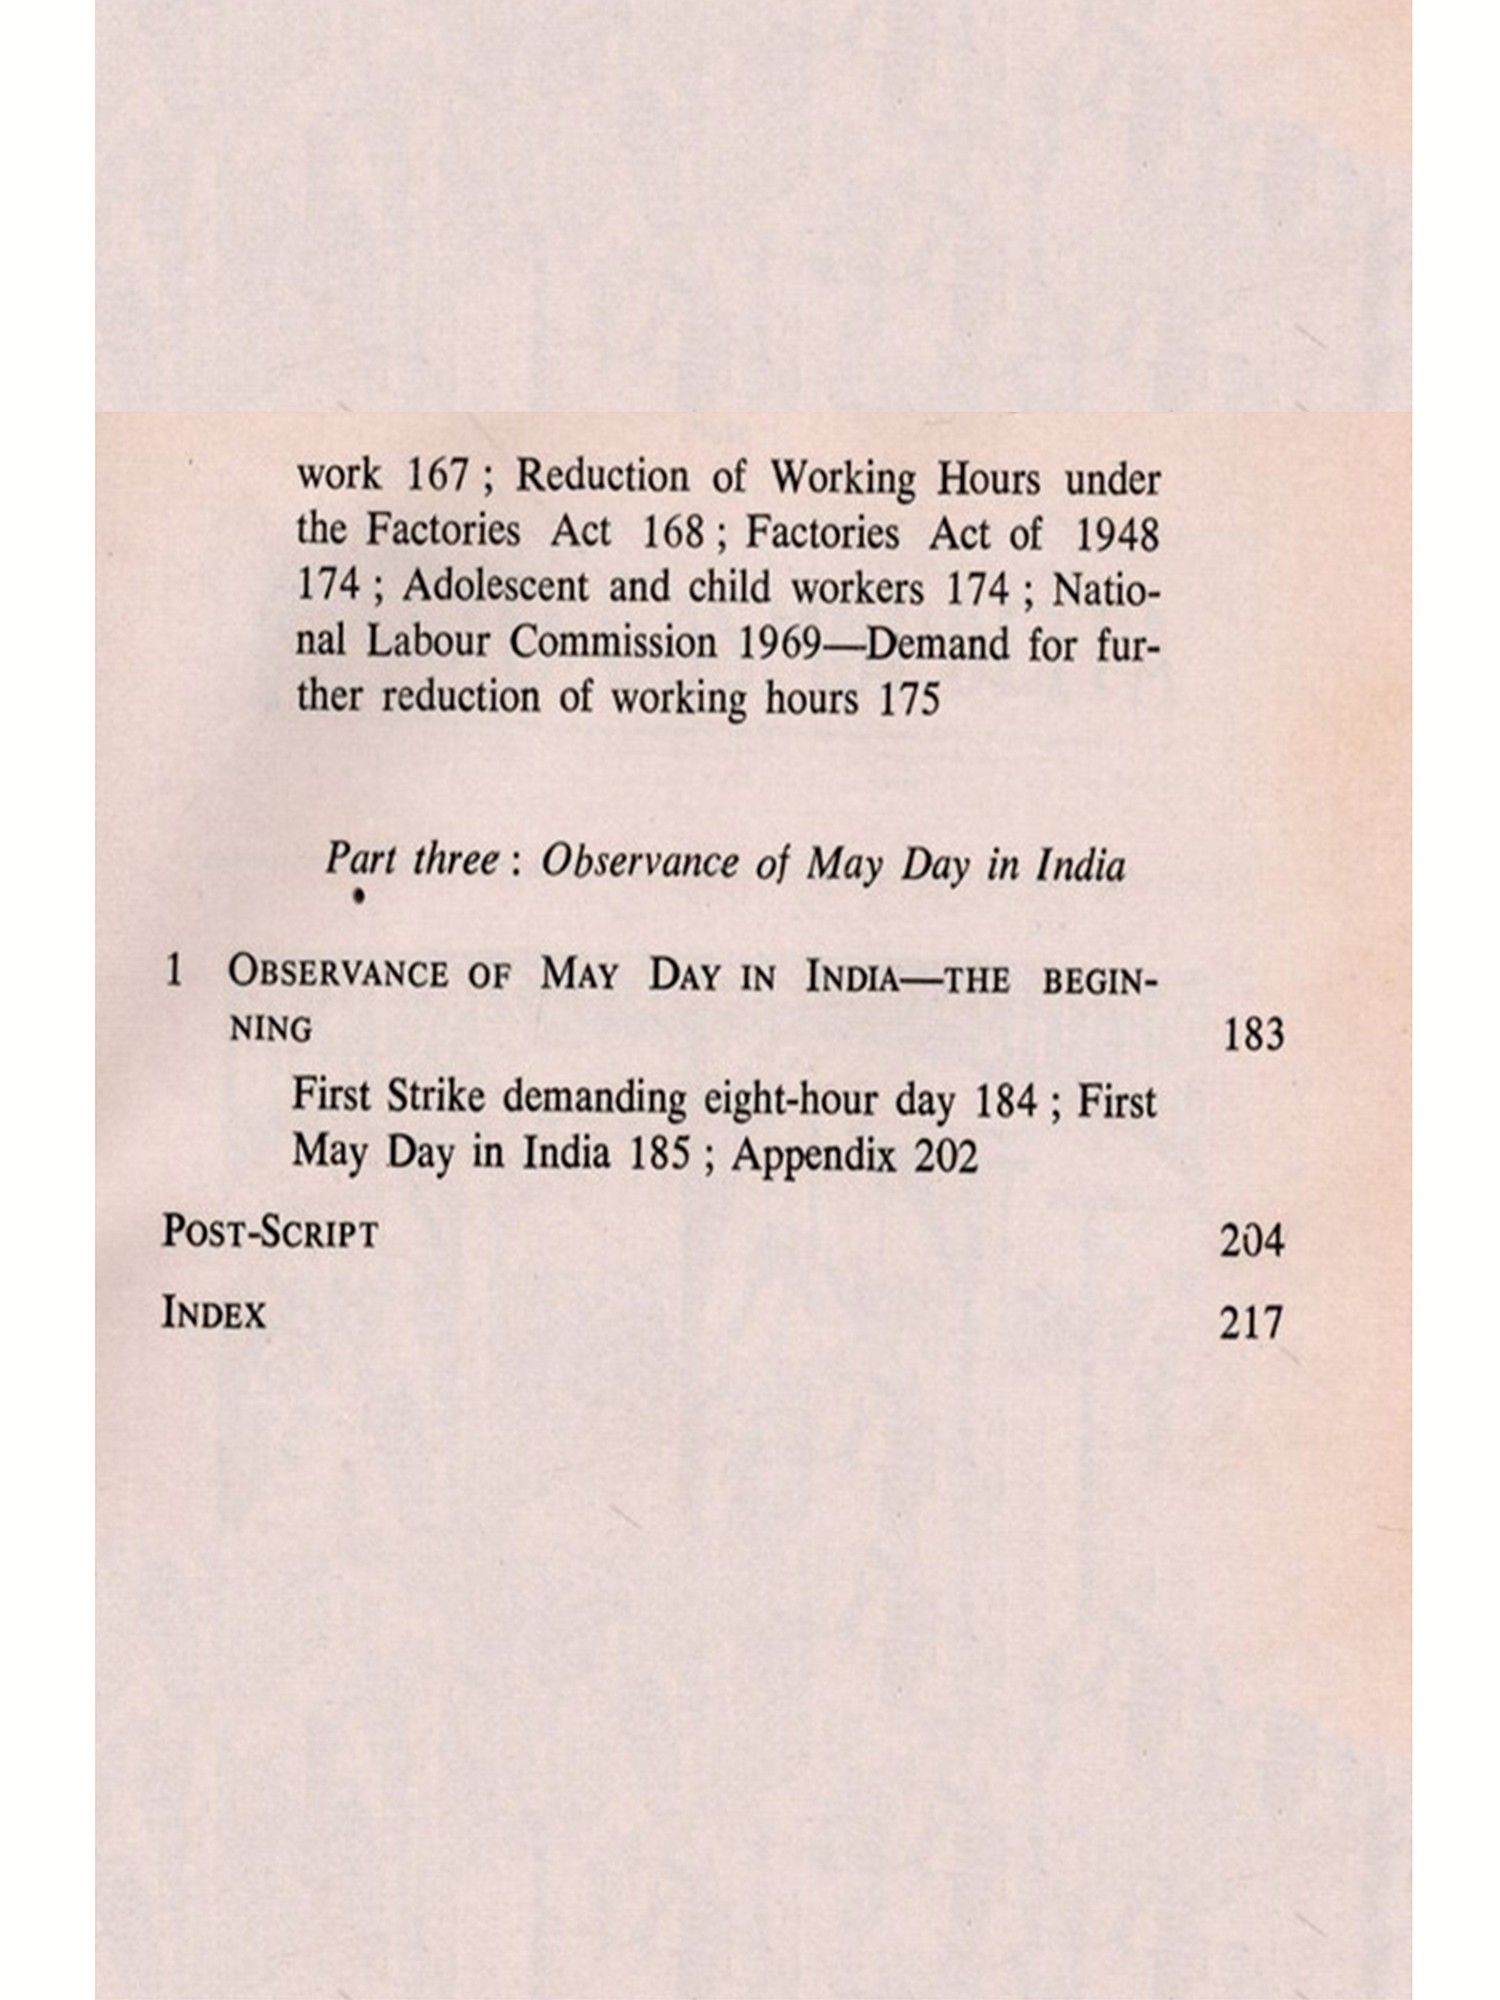 work 167 ; Reduction of Working Hours under
the Factories Act 168 ; Factories Act of 1948
174 ; Adolescent and child workers 174 ; Natio-
nal Labour Commission 1969—Demand for fur-
ther reduction of working hours 175
Part three : Observance of May Day in India
1 OBSERVANCE OF MAY DAY IN INDIA—THE BEGIN-
NING 183
First Strike demanding eight-hour day 184 ; First
May Day in India 185 ; Appendix 202
POST-SCRIPT 204
INDEX 217